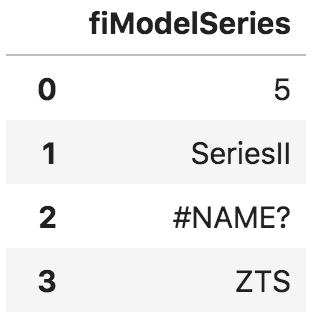 fiModelSeries
0 5
1 SeriesII
2 #NAME?
3 ZTS